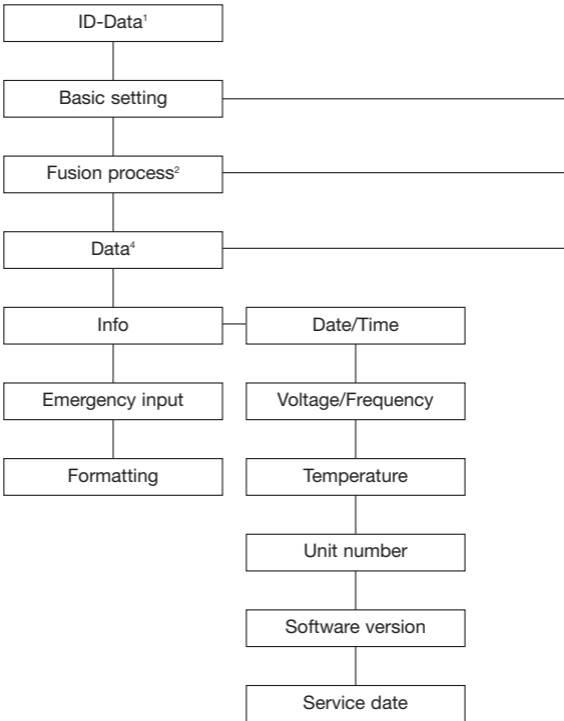 ID-Data¹
Basic setting
Fusion process²
Data⁴
Info
Date/Time
Emergency input
Voltage/Frequency
Formatting
Temperature
Unit number
Software version
Service date